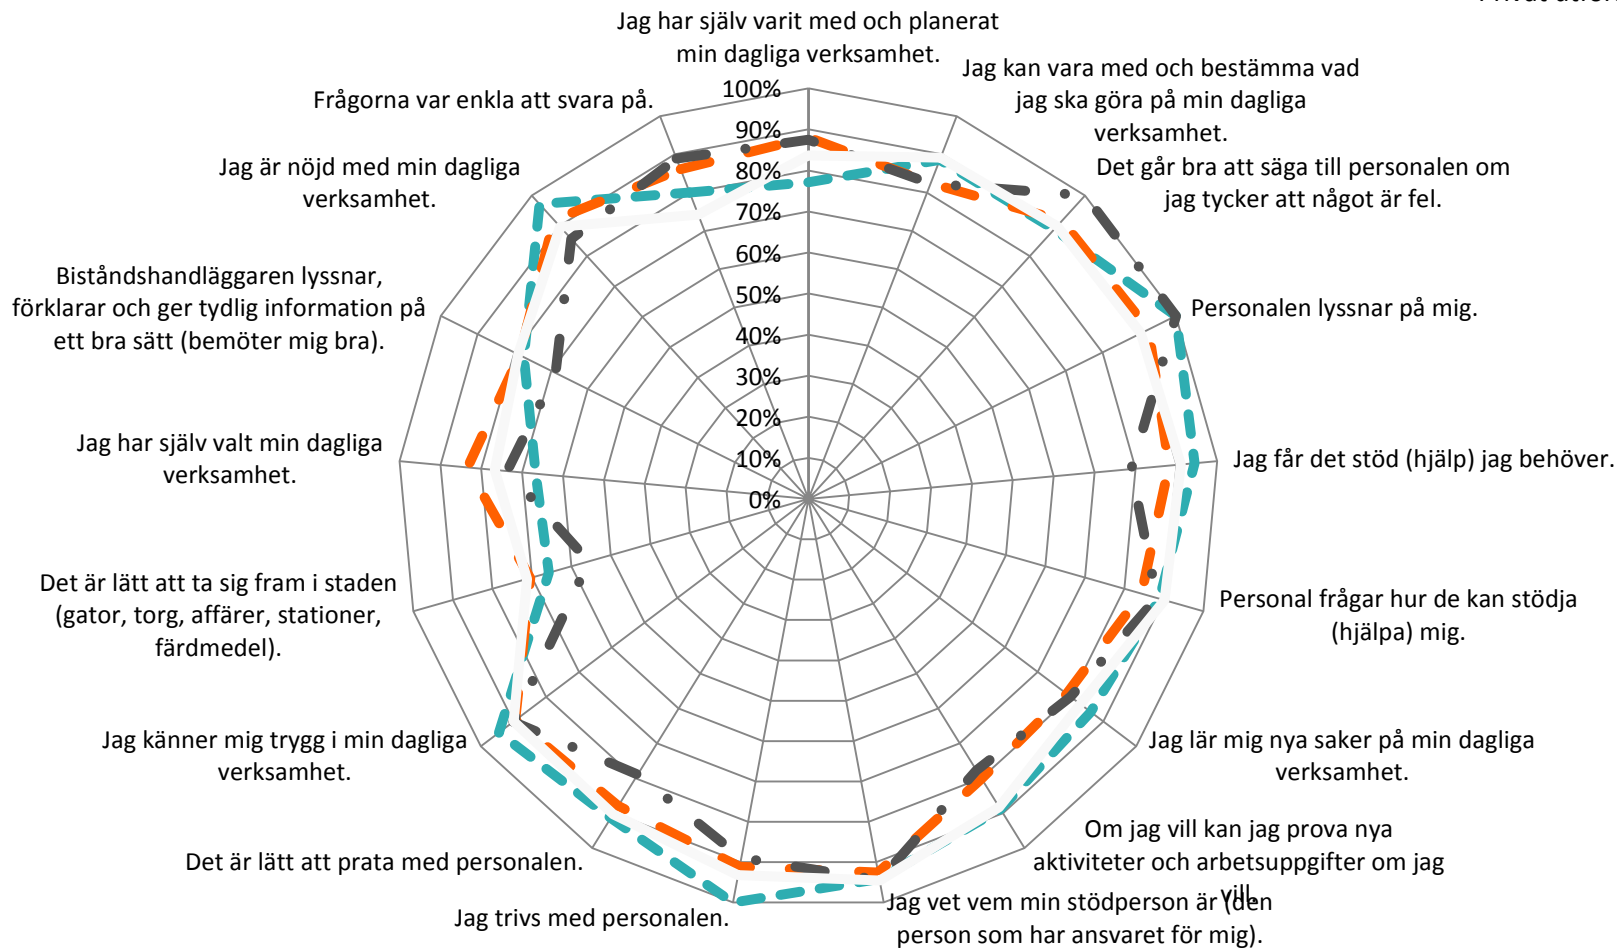 Jag har själv varit med och planerat
min dagliga verksamhet.
Jag kan vara med och bestämma vad
jag ska göra på min dagliga
verksamhet.
Det går bra att säga till personalen om
jag tycker att något är fel.
Personalen lyssnar på mig.
Jag får det stöd (hjälp) jag behöver.
Personal frågar hur de kan stödja
(hjälpa) mig.
Jag lär mig nya saker på min dagliga
verksamhet.
Om jag vill kan jag prova nya
aktiviteter och arbetsuppgifter om jag
vill.
Jag vet vem min stödperson är (den
person som har ansvaret för mig).
Jag trivs med personalen.
Det är lätt att prata med personalen.
Jag känner mig trygg i min dagliga
verksamhet.
Det är lätt att ta sig fram i staden
(gator, torg, affärer, stationer,
färdmedel).
Jag har själv valt min dagliga
verksamhet.
Biståndshandläggaren lyssnar,
förklarar och ger tydlig information på
ett bra sätt (bemöter mig bra).
Jag är nöjd med min dagliga
verksamhet.
Frågorna var enkla att svara på.
100%
90%
80%
70%
60%
50%
40%
30%
20%
10%
0%